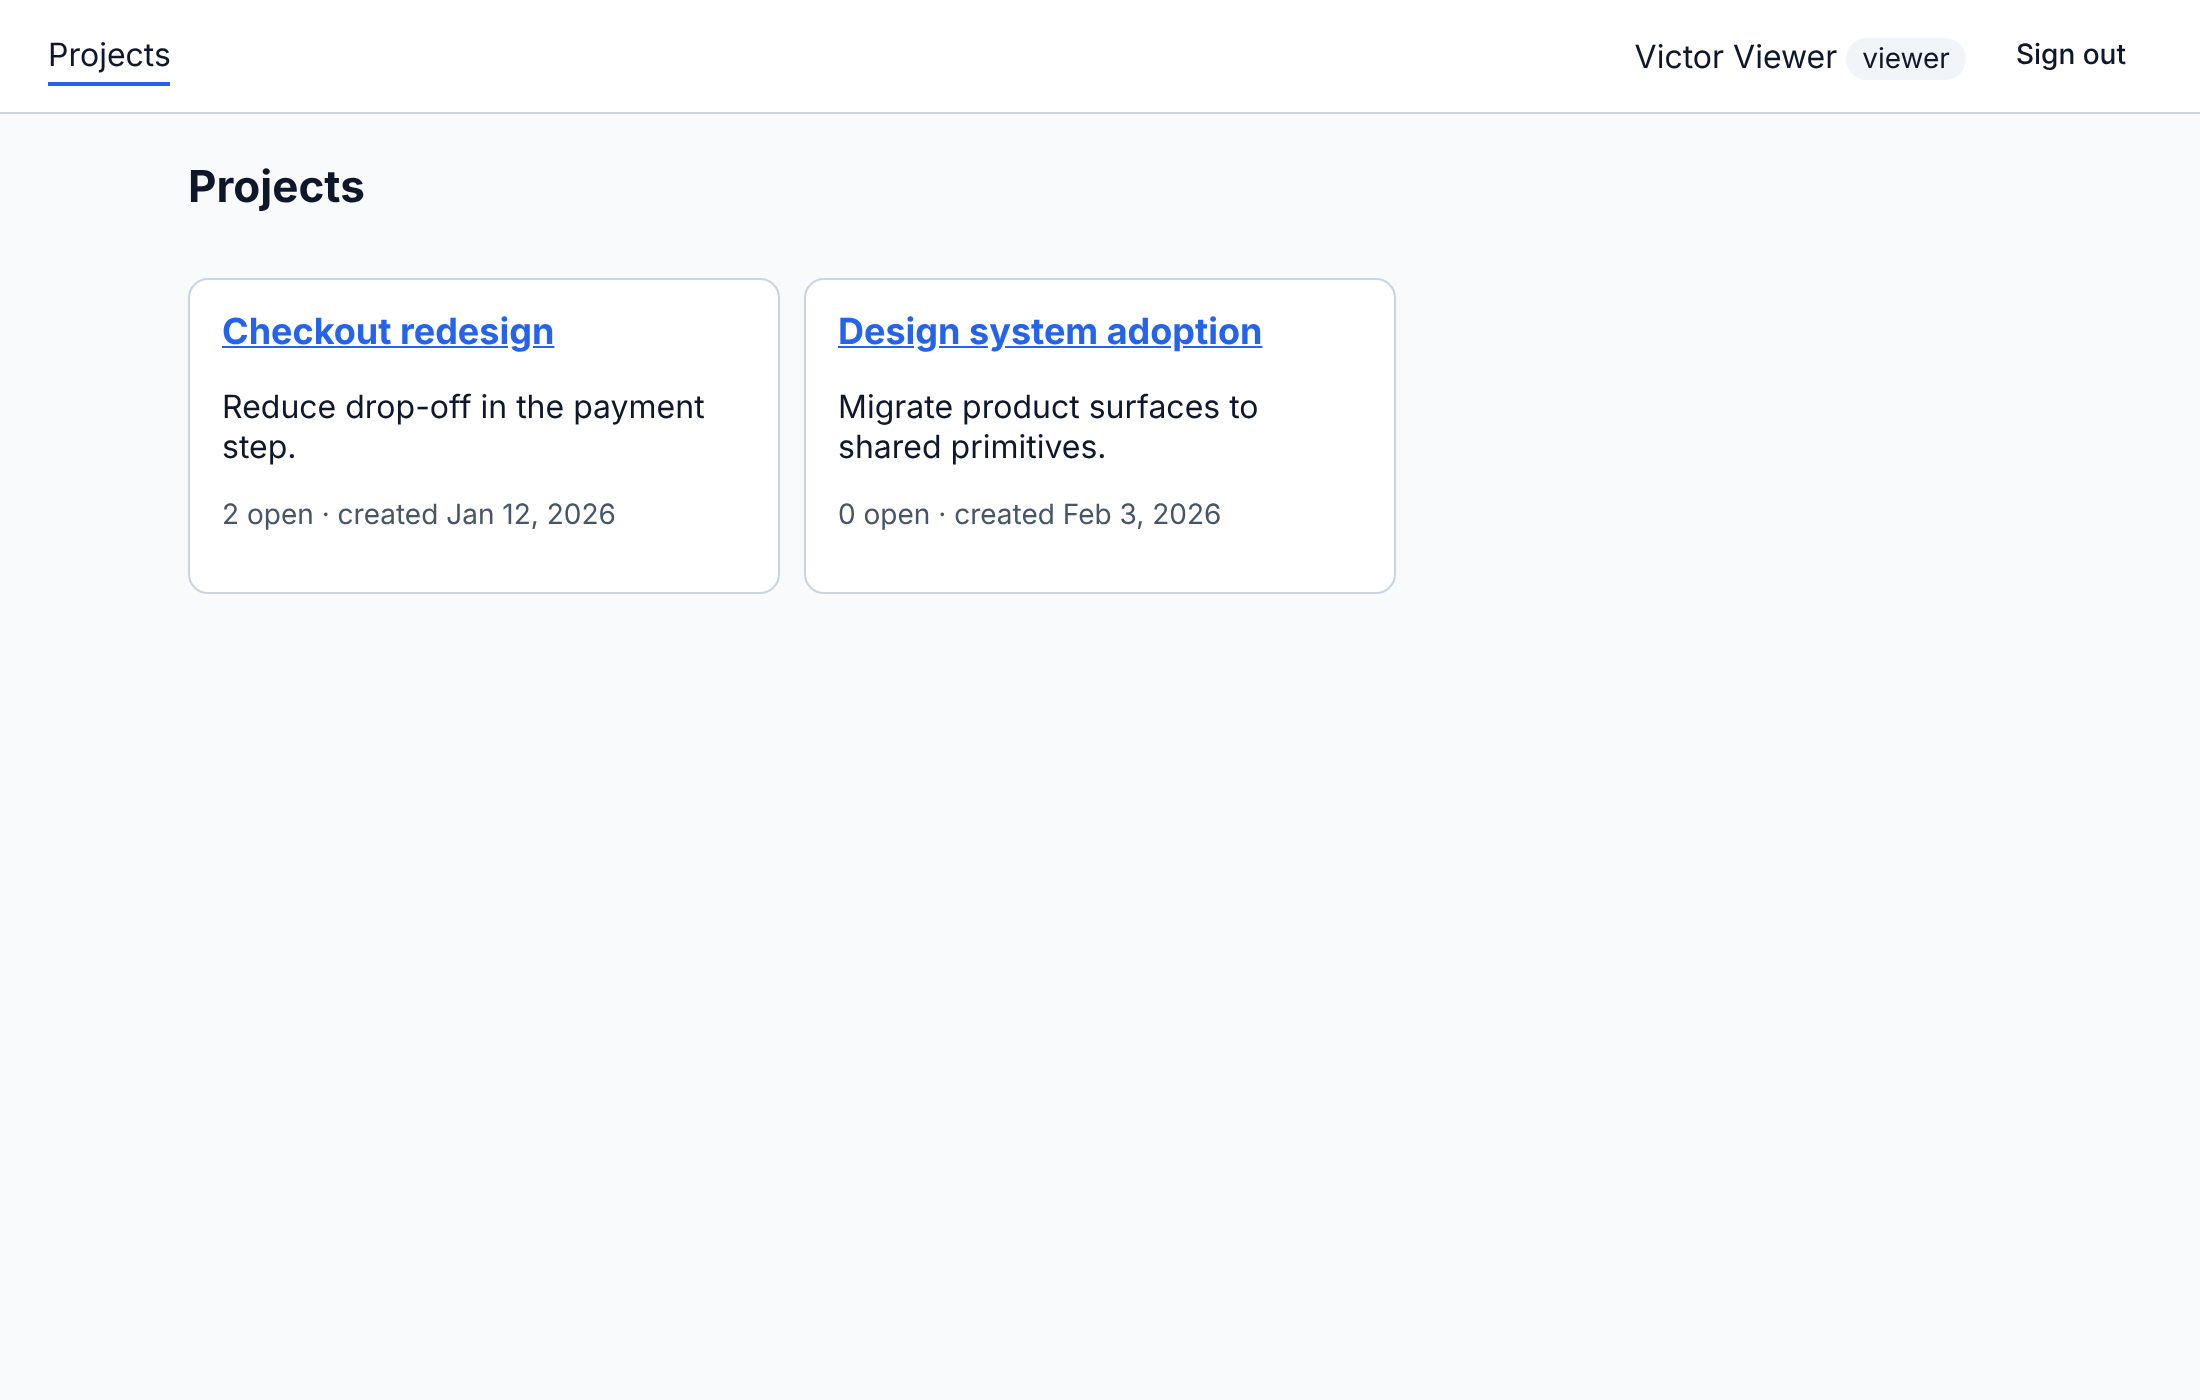 Projects
Victor Viewer viewer Sign out
Projects
Checkout redesign
Reduce drop-off in the payment
step.
2 open · created Jan 12, 2026
Design system adoption
Migrate product surfaces to
shared primitives.
0 open · created Feb 3, 2026